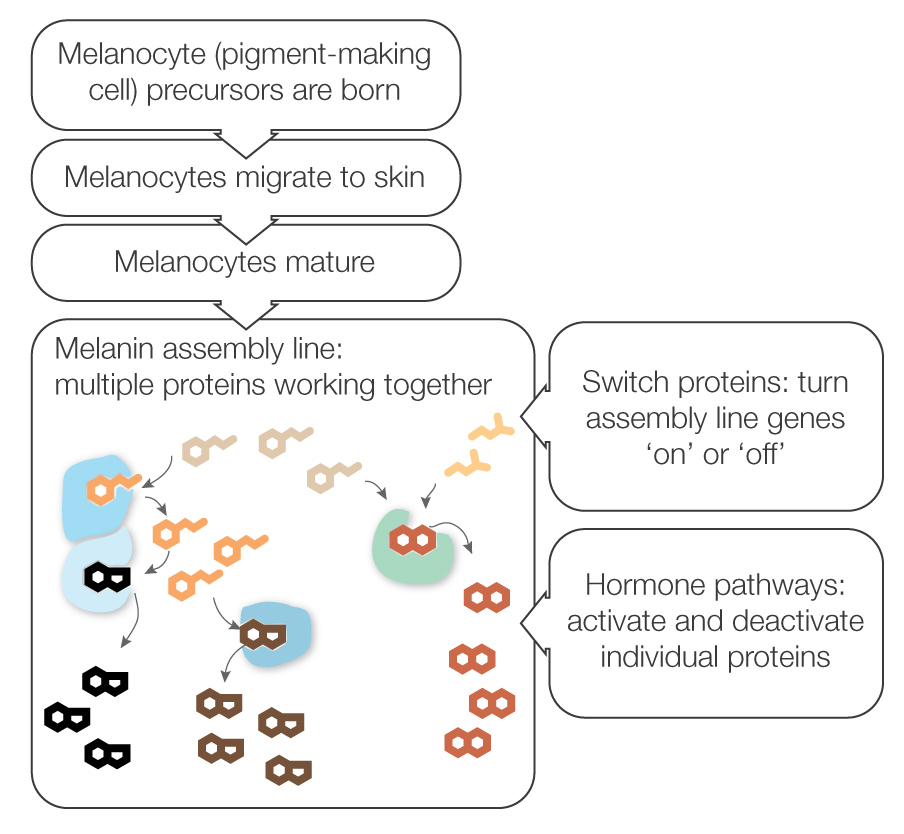 Melanocyte (pigment-making
cell) precursors are born
Melanocytes migrate to skin
Melanocytes mature
Melanin assembly line:
multiple proteins working together
Switch proteins: turn
assembly line genes
‘on’ or ‘off’
Hormone pathways:
activate and deactivate
individual proteins